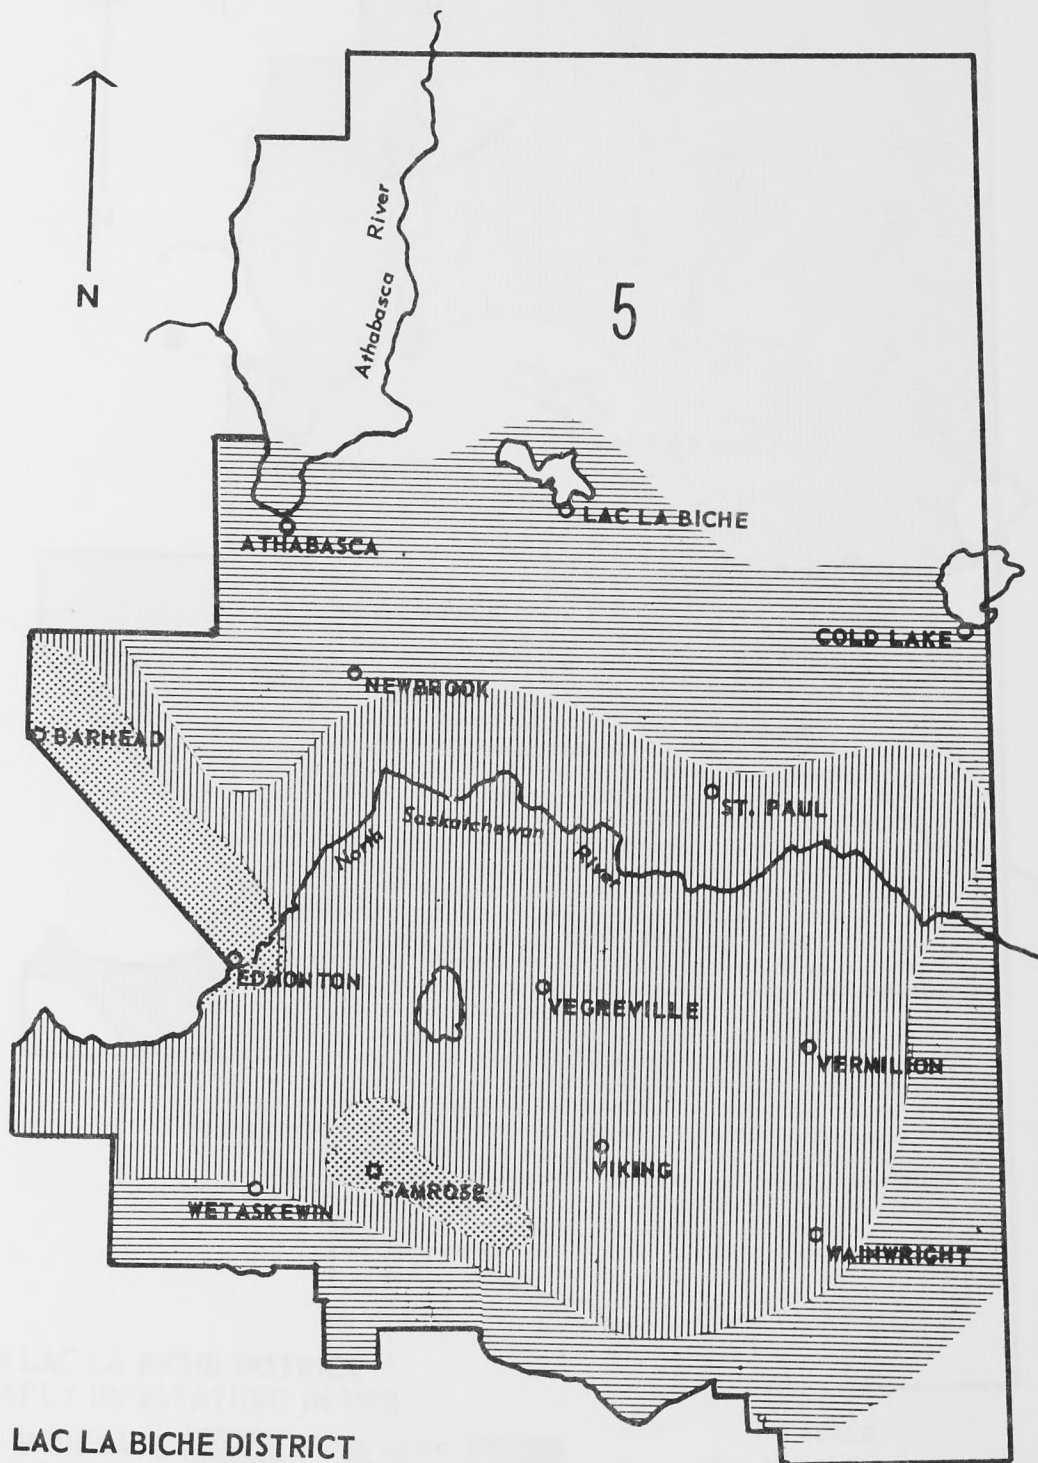 N
Athabasca River
5
LAC LA BICHE
ATHABASCA
COLD LAKE
NEWBROOK
BARHEAD
ST. PAUL
North Saskatchewan River
EDMONTON
VEGREVILLE
VERMILION
VIKING
CAMROSE
WETASKEWIN
WAINWRIGHT
LAC LA BICHE DISTRICT